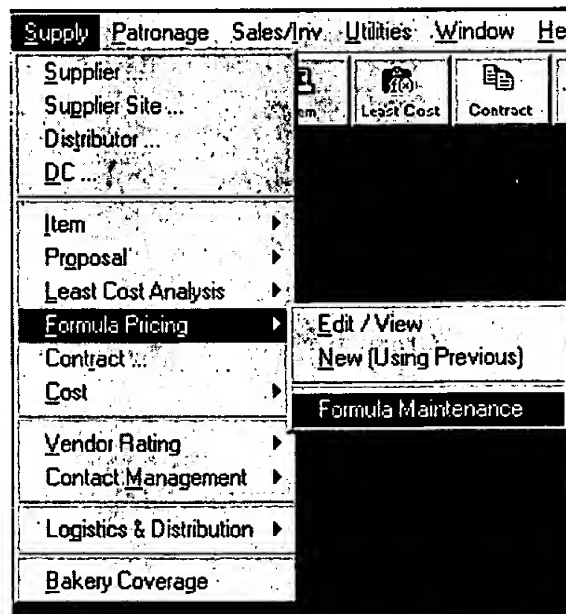 Supply Patronage Sales/Inv. Utilities Window He
Supplier ...
Supplier Site ...
Distributor ...
DC ...
em Least Cost Contract
Item
Proposal
Least Cost Analysis
Formula Pricing
Edit / View
Contract ...
New (Using Previous)
Cost
Formula Maintenance
Vendor Rating
Contact Management
Logistics & Distribution
Bakery Coverage